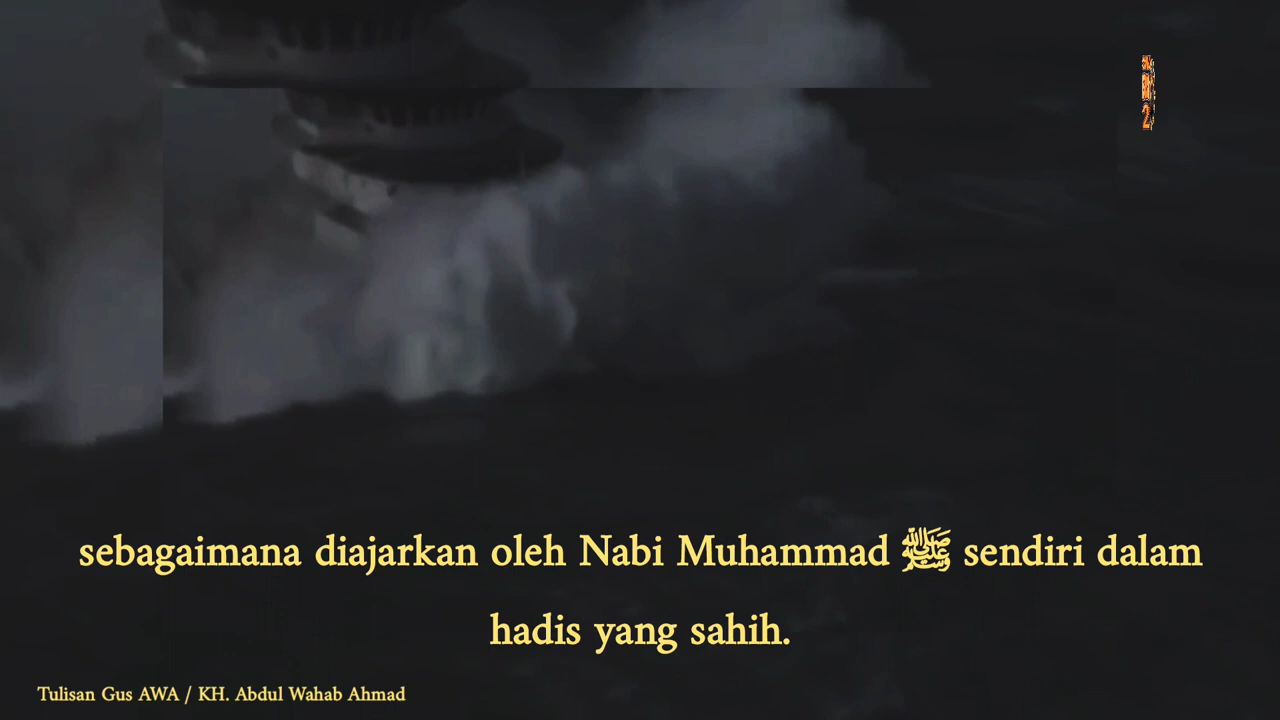 sebagaimana diajarkan oleh Nabi Muhammad ﷺ sendiri dalam
hadis yang sahih.
Tulisan Gus AWA / KH. Abdul Wahab Ahmad